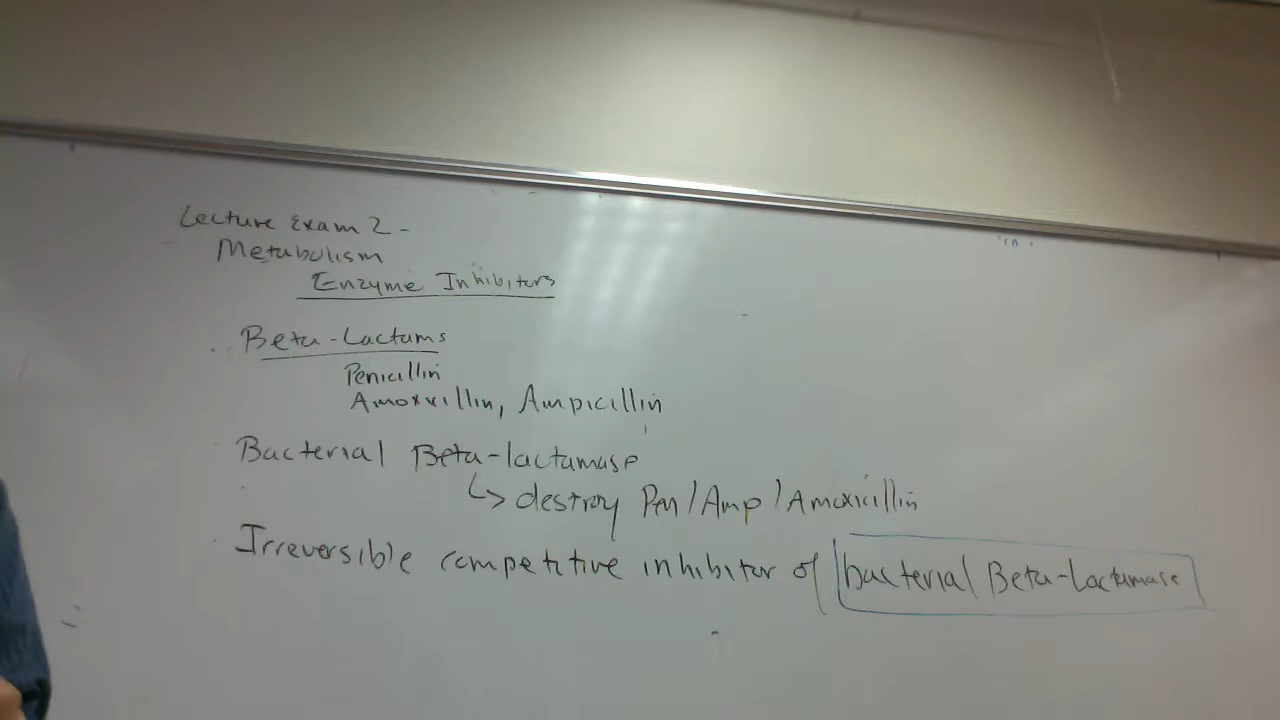 Lecture Exam 2 -
Metabolism
Enzyme Inhibitors
Beta-Lactams
Penicillin
Amoxicillin, Ampicillin
Bacterial Beta-lactamase
↳ destroy Pen/Amp/Amoxicillin
Irreversible competitive inhibitor of bacterial Beta-Lactamase